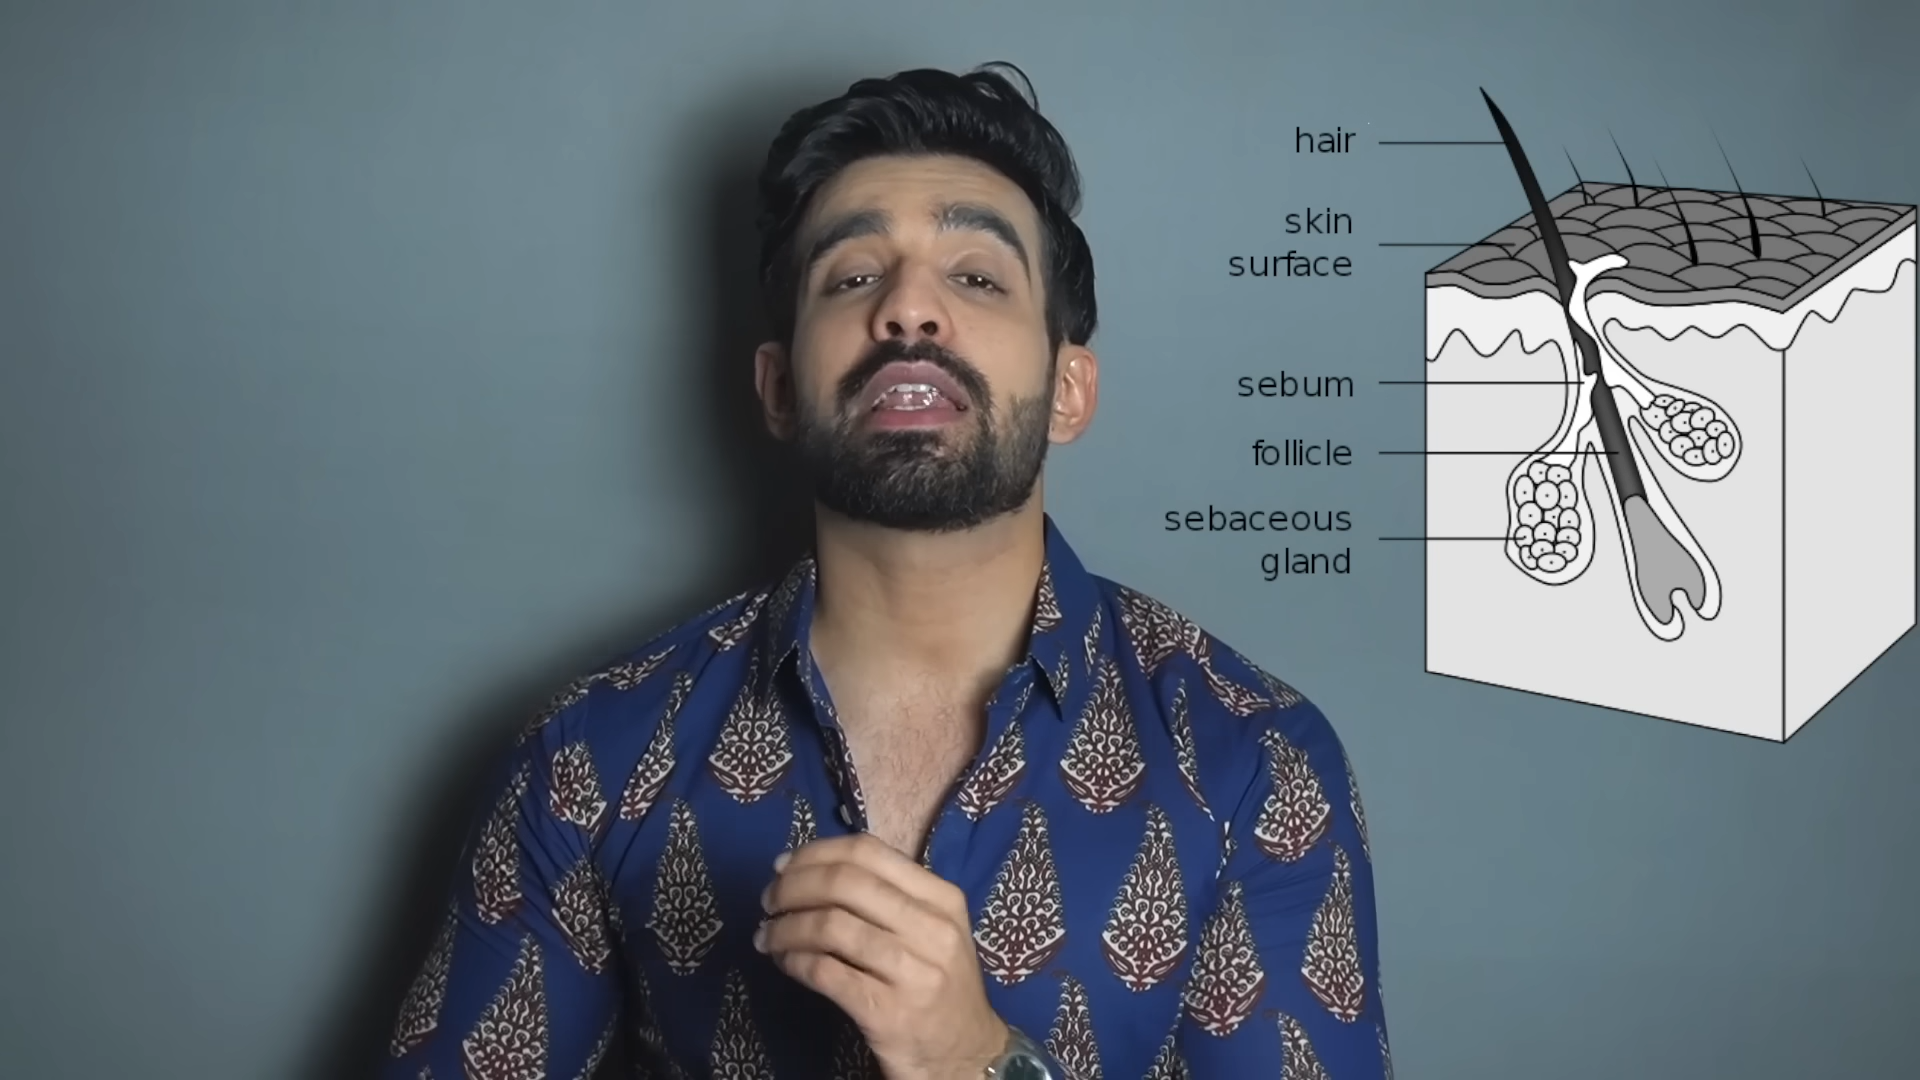 hair
skin
surface
sebum
follicle
sebaceous
gland